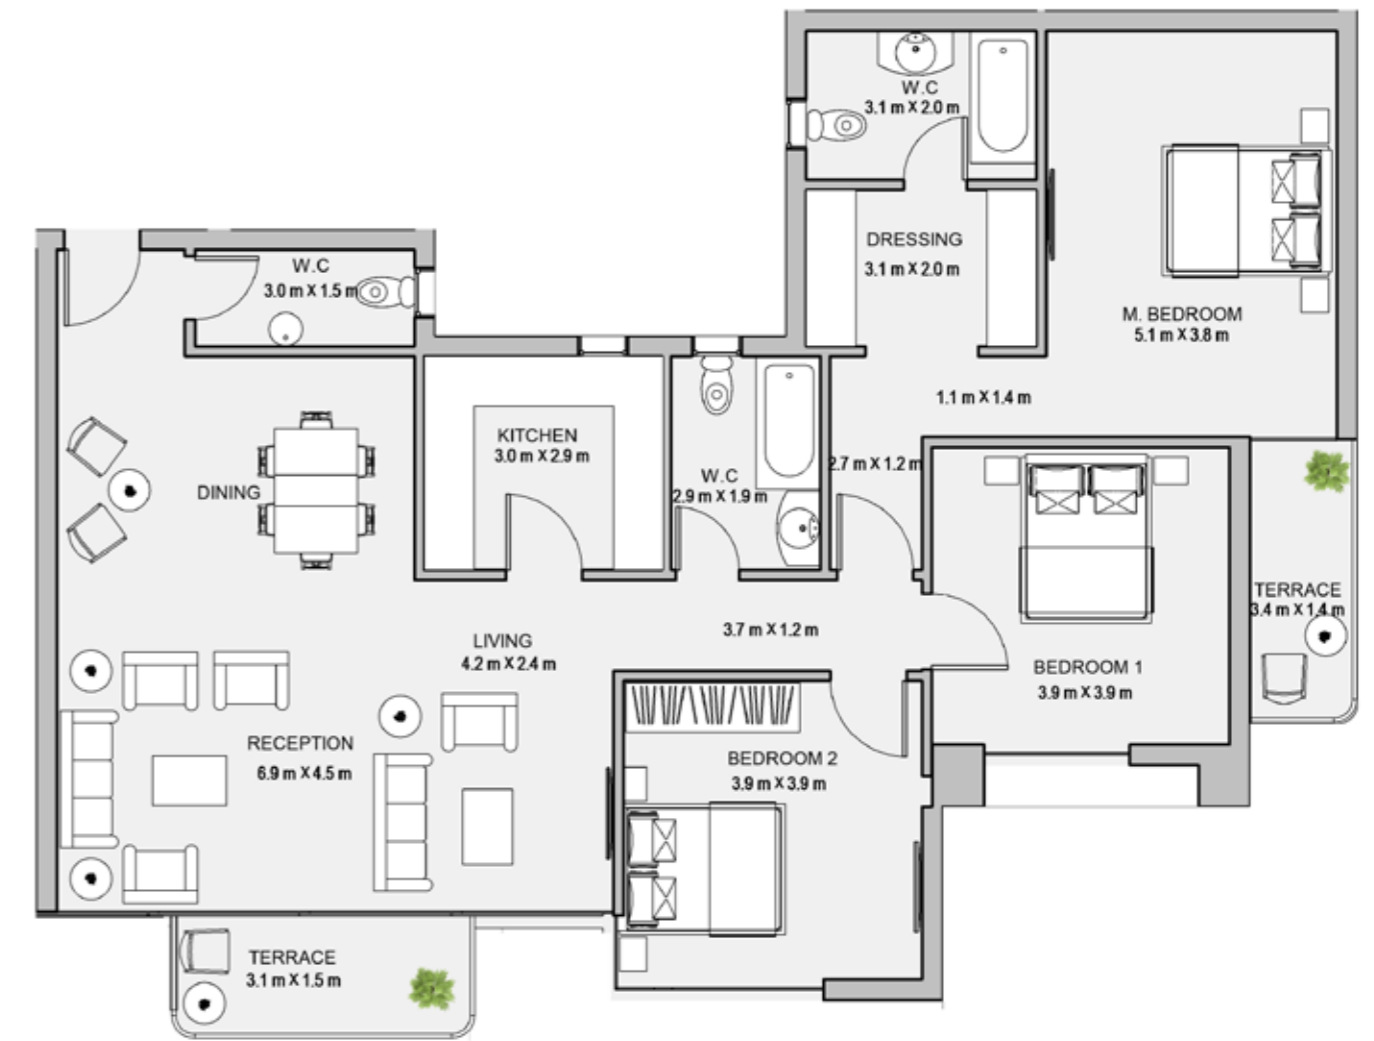 W.C
3.1 m X 2.0 m
DRESSING
3.1 m X 2.0 m
W.C
3.0 m X 1.5 m
M. BEDROOM
5.1 m X 3.8 m
1.1 m X 1.4 m
KITCHEN
3.0 m X 2.9 m
2.7 m X 1.2 m
W.C
2.9 m X 1.9 m
DINING
TERRACE
3.4 m X 1.4 m
3.7 m X 1.2 m
LIVING
4.2 m X 2.4 m
BEDROOM 1
3.9 m X 3.9 m
RECEPTION
6.9 m X 4.5 m
BEDROOM 2
3.9 m X 3.9 m
TERRACE
3.1 m X 1.5 m